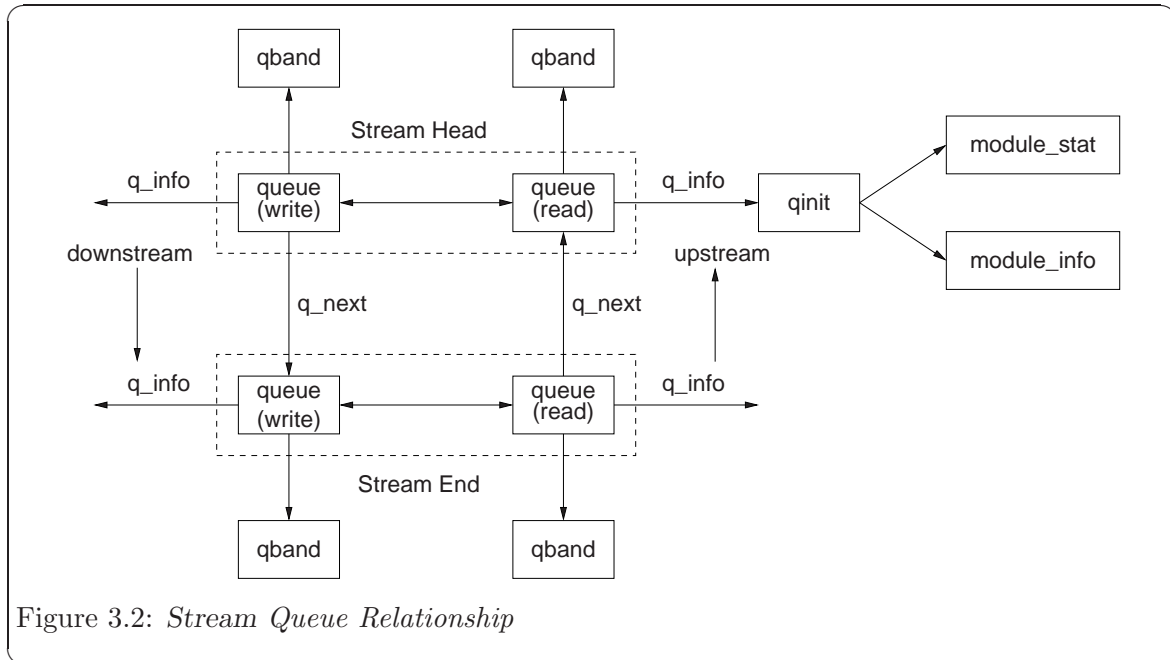 qband
qband
Stream Head
module_stat
q_info
queue
(write)
queue
(read)
q_info
qinit
downstream
upstream
module_info
q_next
q_next
q_info
queue
(write)
queue
(read)
q_info
Stream End
qband
qband
Figure 3.2: Stream Queue Relationship